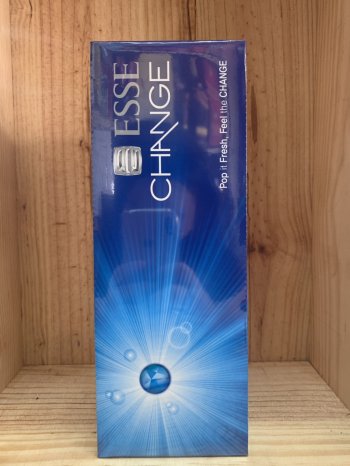 ESSE
CHANGE
Pop it Fresh, Feel the CHANGE